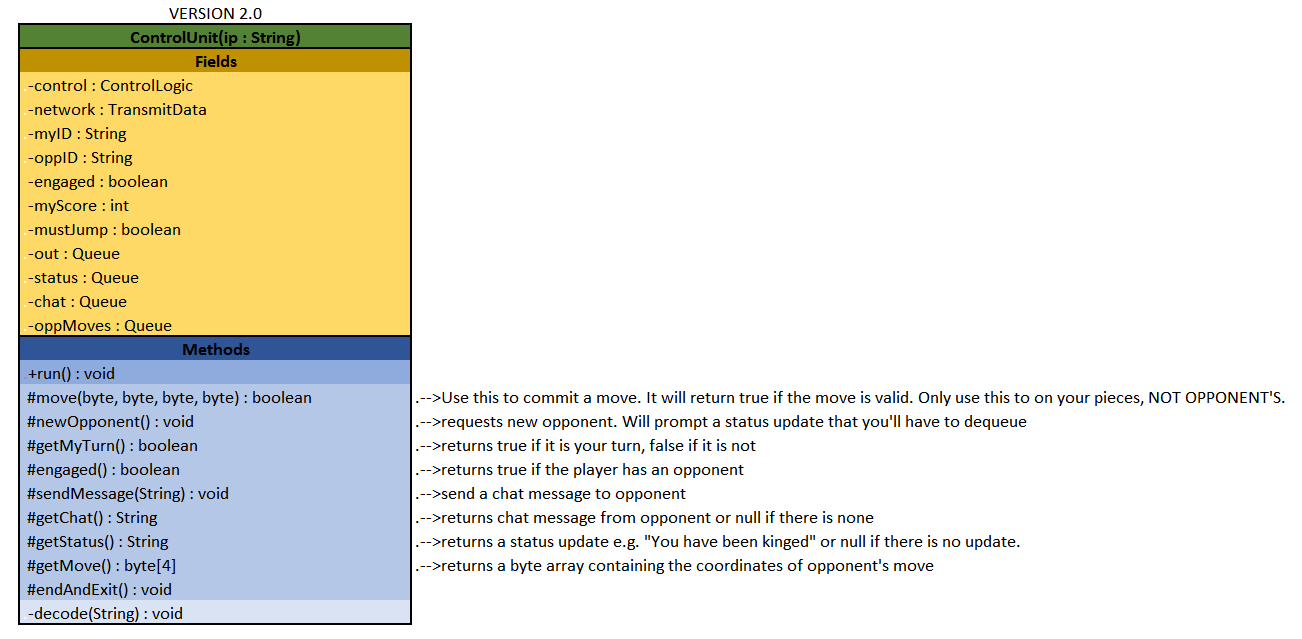 VERSION 2.0
ControlUnit(ip : String)
Fields
-control : ControlLogic
-network : TransmitData
-myID : String
-oppID : String
-engaged : boolean
-myScore : int
-mustJump : boolean
-out : Queue
-status : Queue
-chat : Queue
-oppMoves : Queue
Methods
+run() : void
#move(byte, byte, byte, byte) : boolean .-->Use this to commit a move. It will return true if the move is valid. Only use this to on your pieces, NOT OPPONENT'S.
#newOpponent() : void .-->requests new opponent. Will prompt a status update that you'll have to dequeue
#getMyTurn() : boolean .-->returns true if it is your turn, false if it is not
#engaged() : boolean .-->returns true if the player has an opponent
#sendMessage(String) : void .-->send a chat message to opponent
#getChat() : String .-->returns chat message from opponent or null if there is none
#getStatus() : String .-->returns a status update e.g. "You have been kinged" or null if there is no update.
#getMove() : byte[4] .-->returns a byte array containing the coordinates of opponent's move
#endAndExit() : void
-decode(String) : void